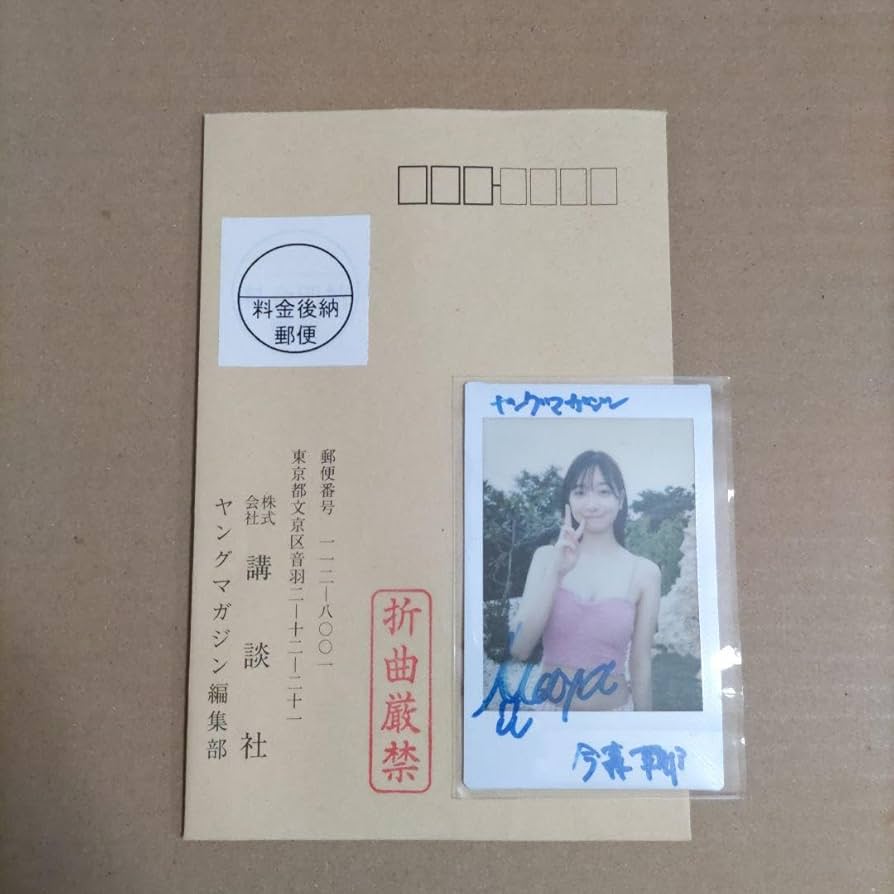 料金後納
郵便
郵便番号 一一二―八〇〇一
東京都文京区音羽二―十二―二十一
株式
会社
講談社
ヤングマガジン編集部
折曲厳禁
ヤングマガジン